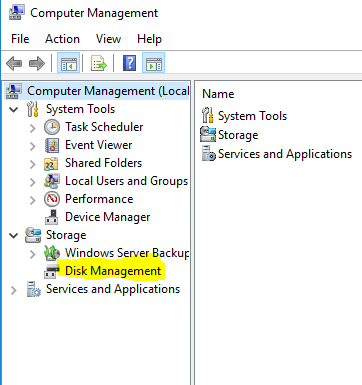 Computer Management
File Action View Help
Computer Management (Local
System Tools
Task Scheduler
Event Viewer
Shared Folders
Local Users and Groups
Performance
Device Manager
Storage
Windows Server Backup
Disk Management
Services and Applications
Name
System Tools
Storage
Services and Applications